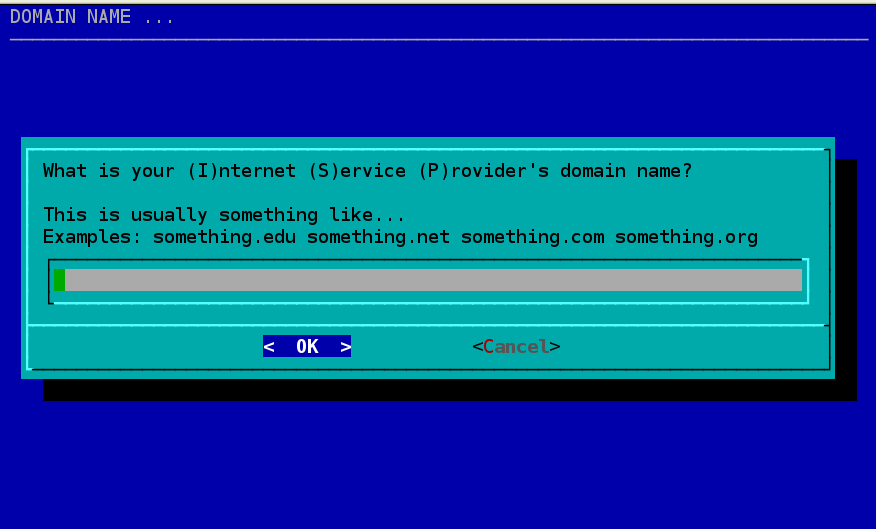 DOMAIN NAME ...
What is your (I)nternet (S)ervice (P)rovider's domain name?
This is usually something like...
Examples: something.edu something.net something.com something.org
<  OK  > <Cancel>